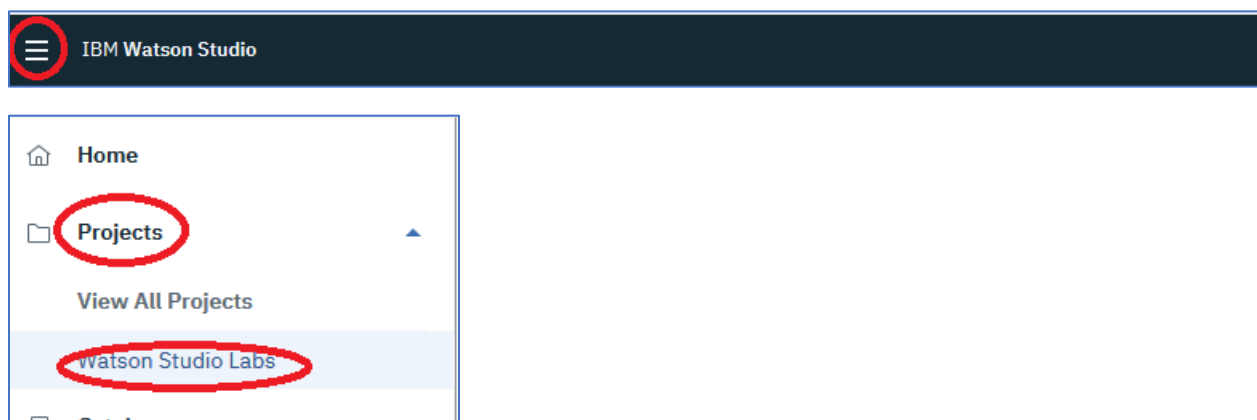 IBM Watson Studio
Home
Projects
View All Projects
Watson Studio Labs